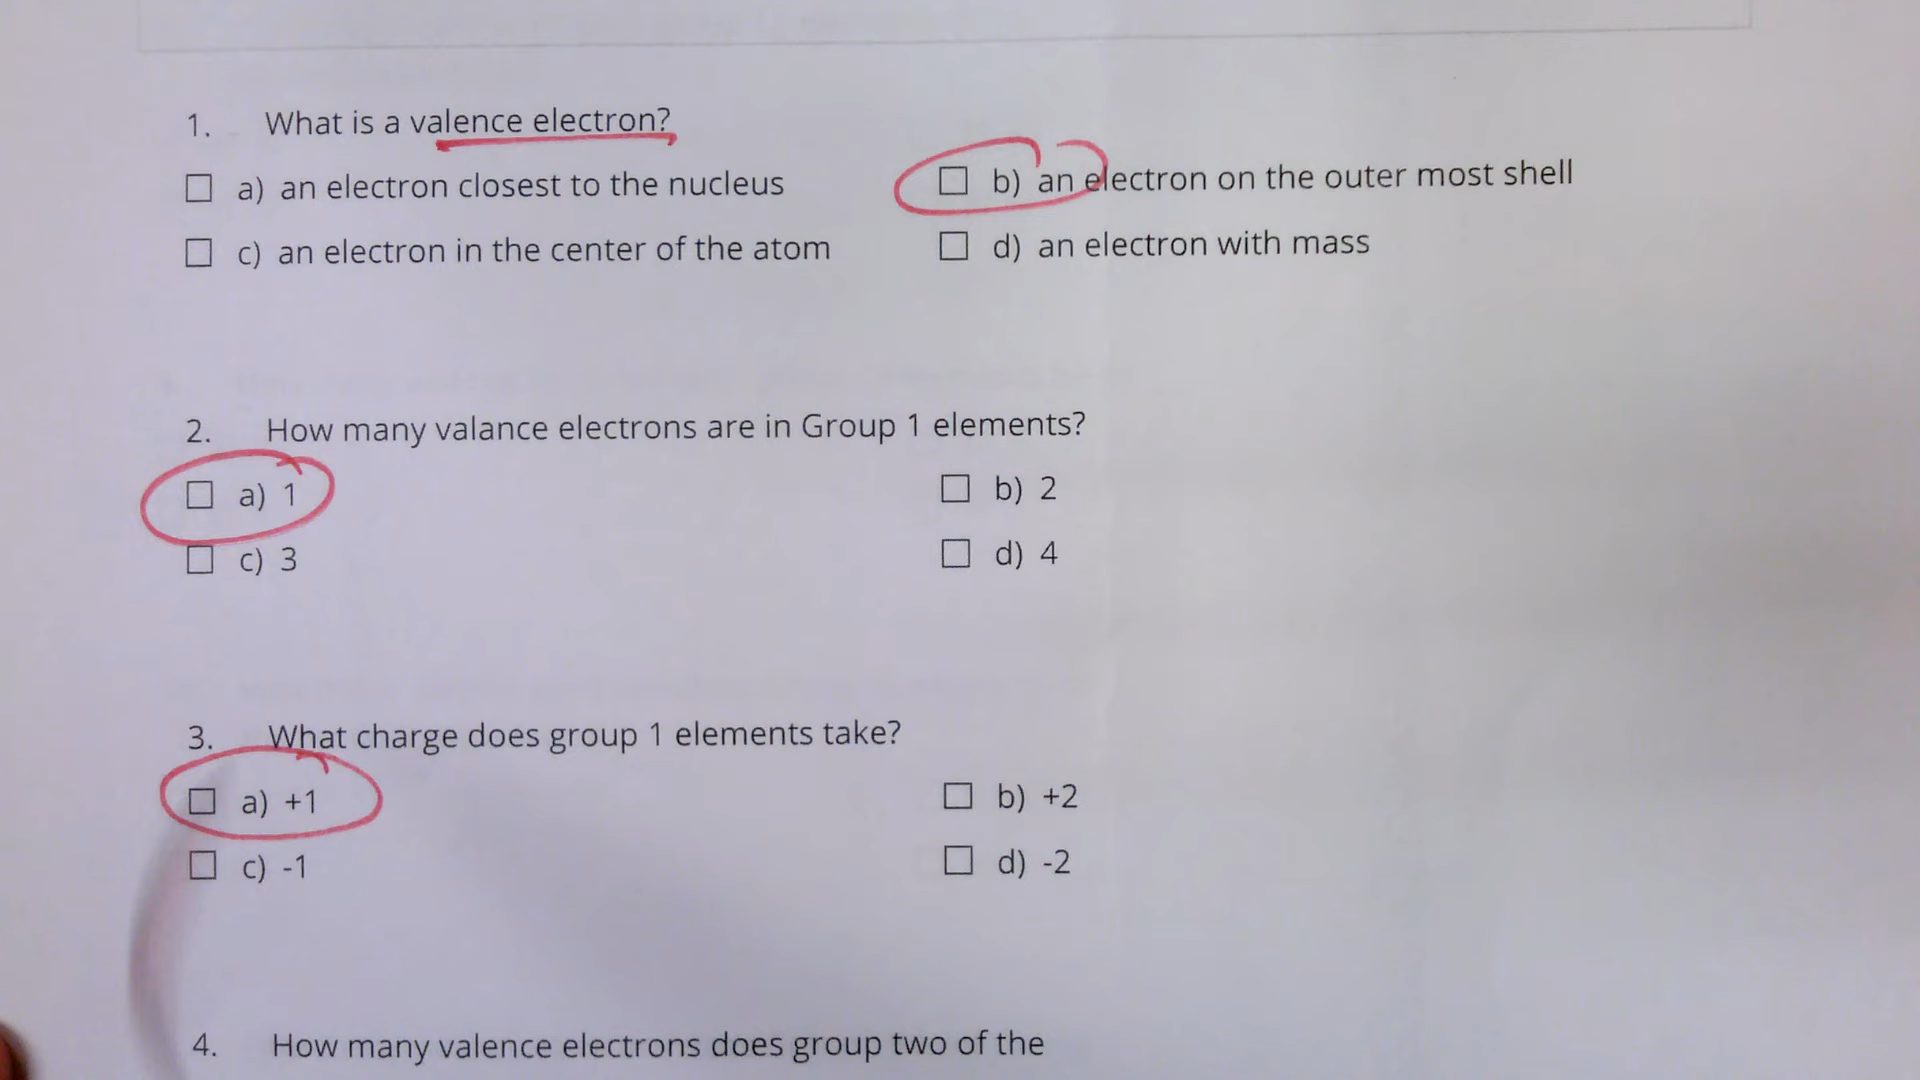 1. What is a valence electron?
a) an electron closest to the nucleus
b) an electron on the outer most shell
c) an electron in the center of the atom
d) an electron with mass
2. How many valance electrons are in Group 1 elements?
a) 1
b) 2
c) 3
d) 4
3. What charge does group 1 elements take?
a) +1
b) +2
c) -1
d) -2
4. How many valence electrons does group two of the